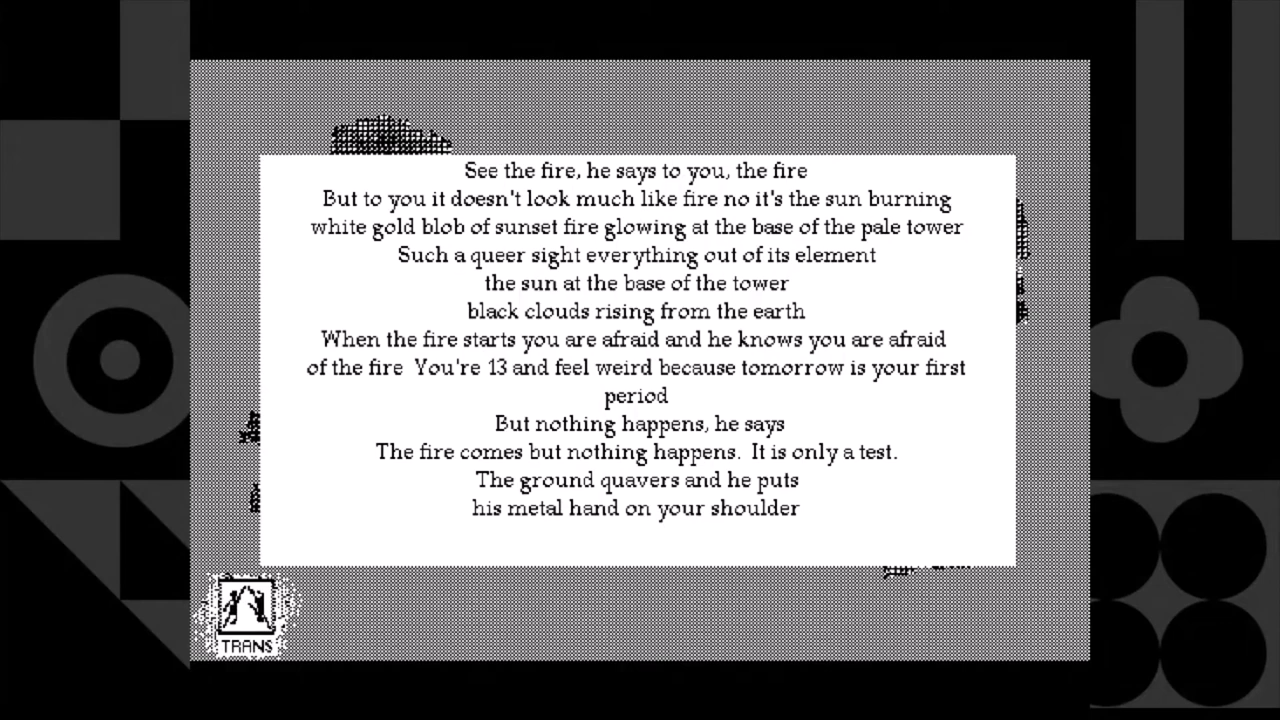 See the fire, he says to you, the fire
But to you it doesn't look much like fire no it's the sun burning
white gold blob of sunset fire glowing at the base of the pale tower
Such a queer sight everything out of its element
the sun at the base of the tower
black clouds rising from the earth
When the fire starts you are afraid and he knows you are afraid
of the fire  You're 13 and feel weird because tomorrow is your first
period
But nothing happens, he says
The fire comes but nothing happens.  It is only a test.
The ground quavers and he puts
his metal hand on your shoulder
TRANS